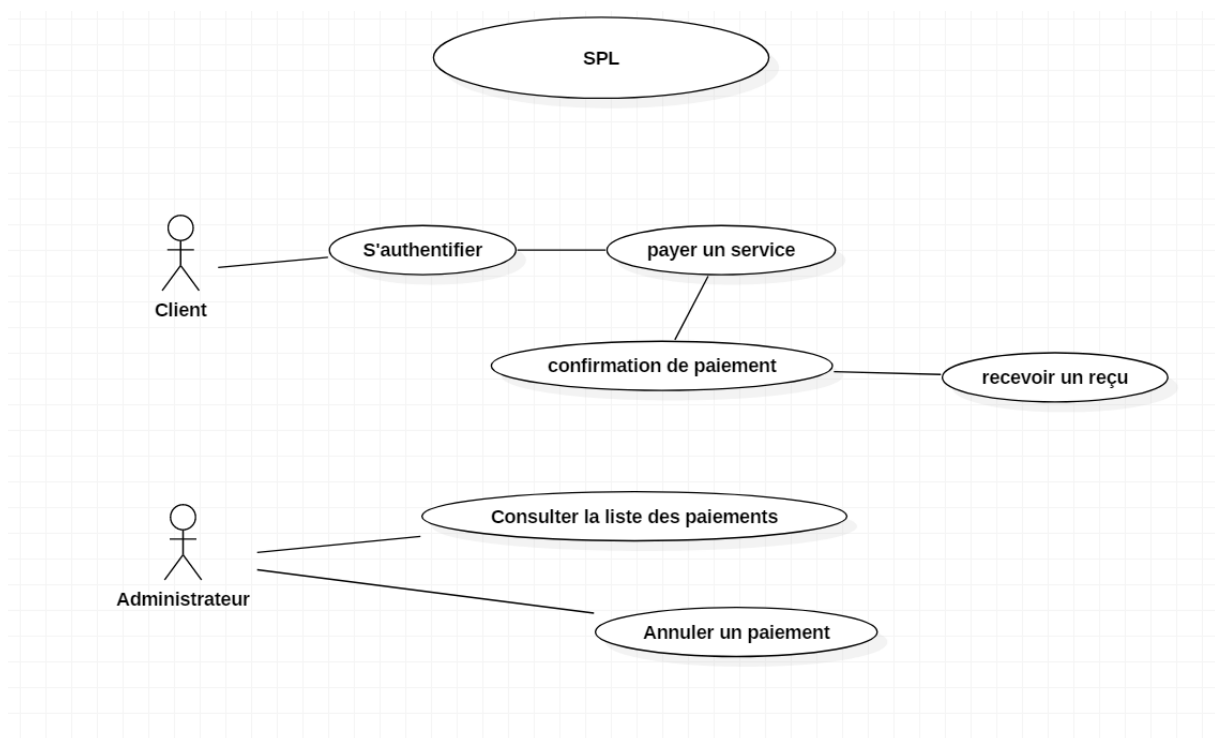 SPL
S'authentifier
payer un service
Client
confirmation de paiement
recevoir un reçu
Consulter la liste des paiements
Administrateur
Annuler un paiement